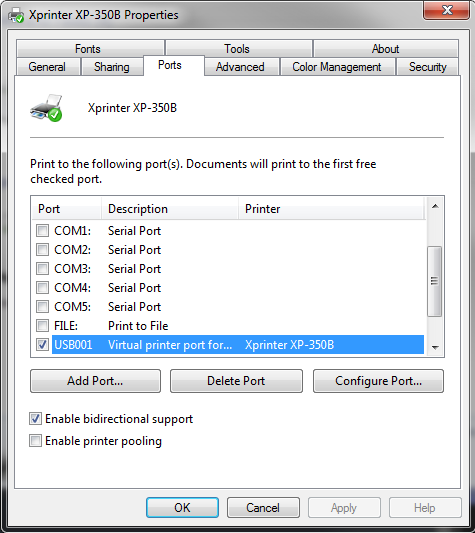 Xprinter XP-350B Properties
Fonts Tools About
General Sharing Ports Advanced Color Management Security
Xprinter XP-350B
Print to the following port(s). Documents will print to the first free
checked port.
Port Description Printer
COM1: Serial Port
COM2: Serial Port
COM3: Serial Port
COM4: Serial Port
COM5: Serial Port
FILE: Print to File
USB001 Virtual printer port for... Xprinter XP-350B
Add Port... Delete Port Configure Port...
Enable bidirectional support
Enable printer pooling
OK Cancel Apply Help